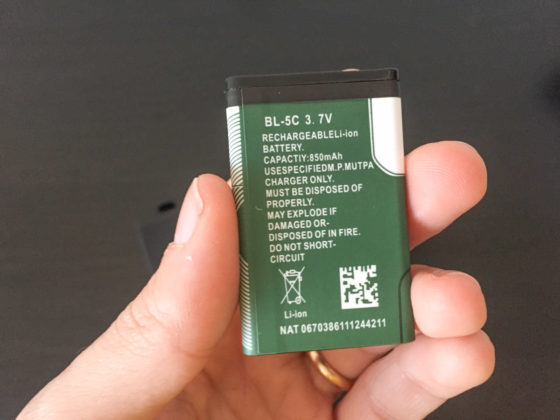 BL-5C 3.7V
RECHARGEABLELi-ion
BATTERY.
CAPACTIY:850mAh
USESPECIFIEDM.P.MUTPA
CHARGER ONLY.
MUST BE DISPOSED OF
PROPERLY.
MAY EXPLODE IF
DAMAGED OR-
DISPOSED OF IN FIRE.
DO NOT SHORT-
CIRCUIT
Li-ion
NAT 0670386111244211